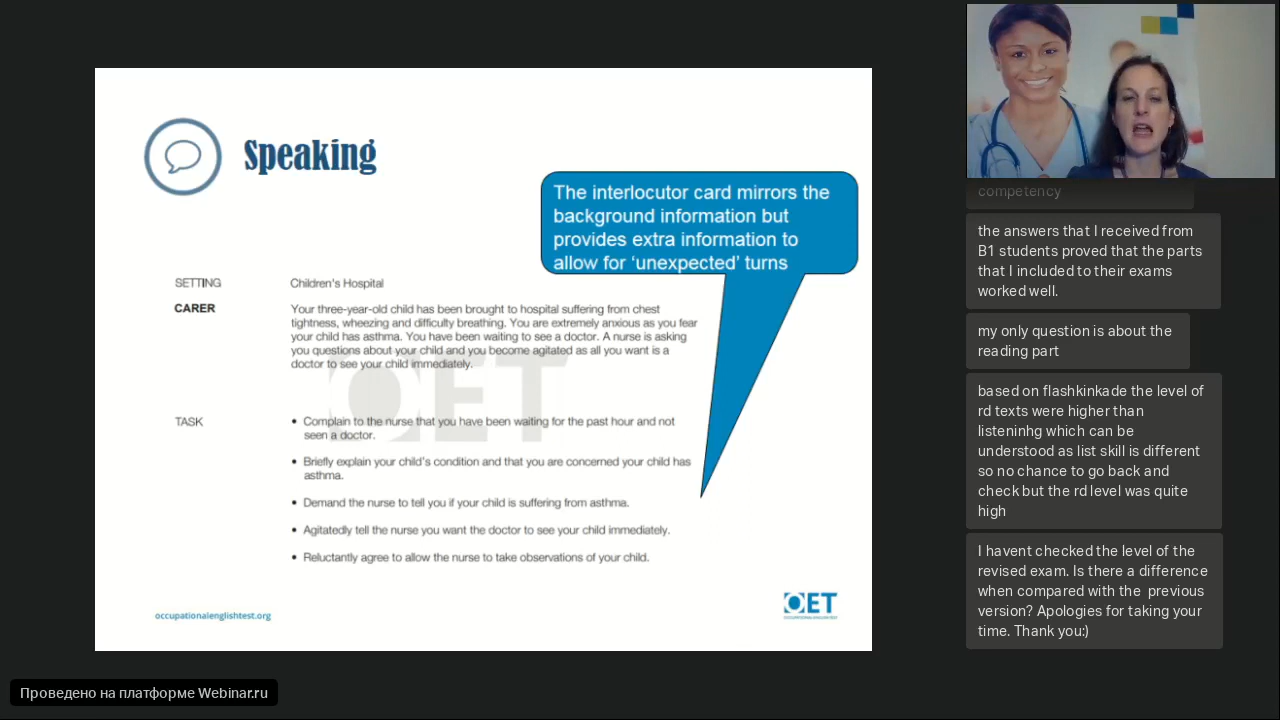 Speaking
The interlocutor card mirrors the
background information but
provides extra information to
allow for 'unexpected' turns
SETTING
Children's Hospital
CARER
Your three-year-old child has been brought to hospital suffering from chest
tightness, wheezing and difficulty breathing. You are extremely anxious as you fear
your child has asthma. You have been waiting to see a doctor. A nurse is asking
you questions about your child and you become agitated as all you want is a
doctor to see your child immediately.
OET
TASK
• Complain to the nurse that you have been waiting for the past hour and not
seen a doctor.
• Briefly explain your child's condition and that you are concerned your child has
asthma.
• Demand the nurse to tell you if your child is suffering from asthma.
• Agitatedly tell the nurse you want the doctor to see your child immediately.
• Reluctantly agree to allow the nurse to take observations of your child.
occupationalenglishtest.org
OET
competency
the answers that I received from
B1 students proved that the parts
that I included to their exams
worked well.
my only question is about the
reading part
based on flashkinkade the level of
rd texts were higher than
listeninhg which can be
understood as list skill is different
so no chance to go back and
check but the rd level was quite
high
I havent checked the level of the
revised exam. Is there a difference
when compared with the previous
version? Apologies for taking your
time. Thank you:)
Проведено на платформе Webinar.ru